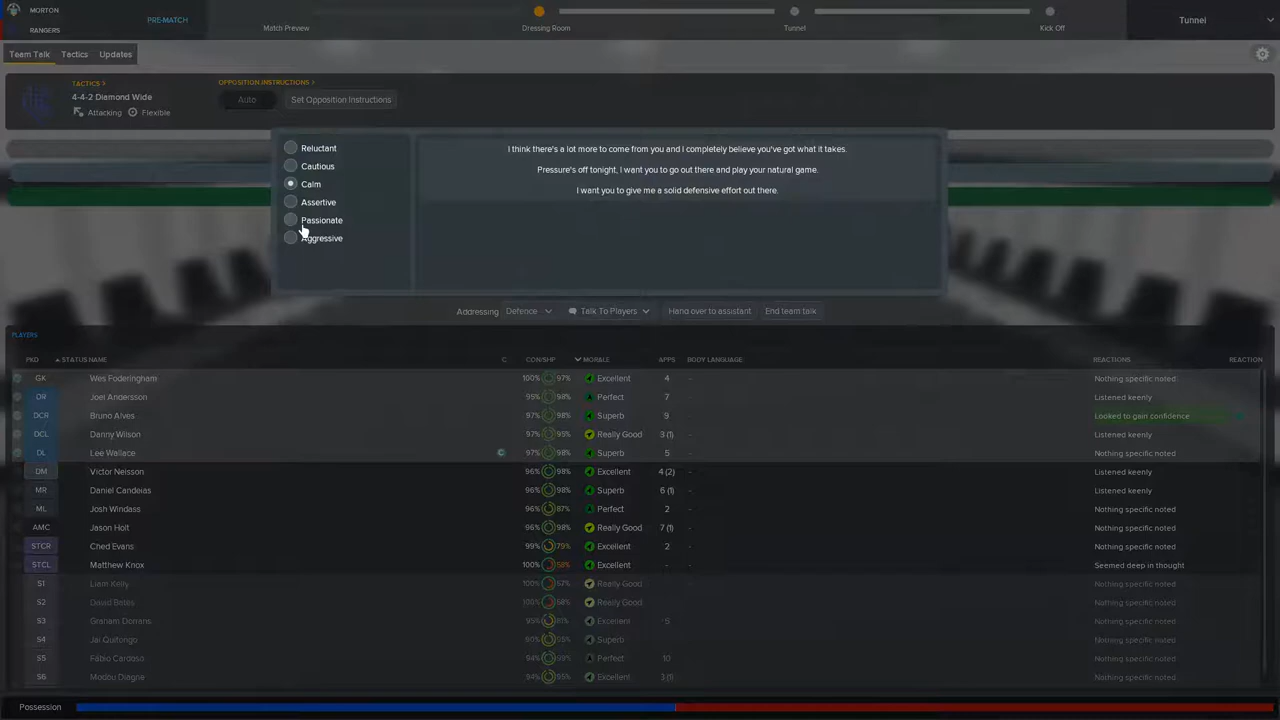 MORTON
RANGERS
PRE-MATCH
Match Preview
Dressing Room
Tunnel
Kick Off
Tunnel
Team Talk Tactics Updates
TACTICS >
4-4-2 Diamond Wide
Attacking Flexible
OPPOSITION INSTRUCTIONS >
Auto Set Opposition Instructions
Reluctant
Cautious
Calm
Assertive
Passionate
Aggressive
I think there's a lot more to come from you and I completely believe you've got what it takes.
Pressure's off tonight, I want you to go out there and play your natural game.
I want you to give me a solid defensive effort out there.
Addressing Defence Talk To Players Hand over to assistant End team talk
PLAYERS
PKD STATUS NAME C CON/SHP MORALE APPS BODY LANGUAGE REACTIONS REACTION
GK Wes Foderingham 100% 97% Excellent 4 - Nothing specific noted
DR Joel Andersson 95% 98% Perfect 7 - Listened keenly
DCR Bruno Alves 97% 98% Superb 9 - Looked to gain confidence
DCL Danny Wilson 97% 95% Really Good 3 (1) - Listened keenly
DL Lee Wallace C 97% 98% Superb 5 - Nothing specific noted
DM Victor Neisson 96% 98% Excellent 4 (2) - Listened keenly
MR Daniel Candeias 96% 98% Superb 6 (1) - Listened keenly
ML Josh Windass 96% 87% Perfect 2 - Nothing specific noted
AMC Jason Holt 96% 98% Really Good 7 (1) - Nothing specific noted
STCR Ched Evans 99% 79% Excellent 2 - Nothing specific noted
STCL Matthew Knox 100% 58% Excellent - - Seemed deep in thought
S1 Liam Kelly 100% 57% Really Good Nothing specific noted
S2 David Bates 100% 58% Really Good Nothing specific noted
S3 Graham Dorrans 95% 81% Excellent 5 Nothing specific noted
S4 Jai Quitongo Superb Nothing specific noted
S5 Fábio Cardoso 94% 99% Perfect 10 Nothing specific noted
S6 Modou Diagne 94% 95% Excellent 3 (1) Nothing specific noted
Possession